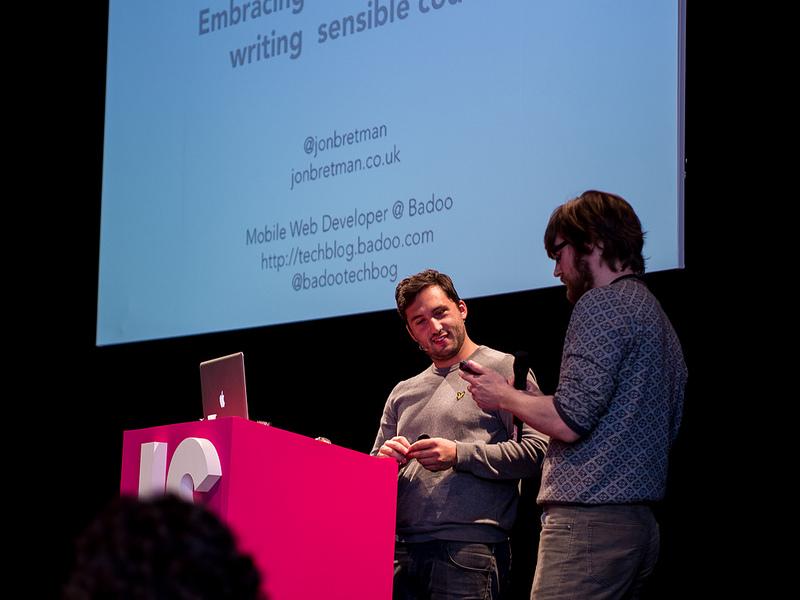 Embracing
writing sensible
@jonbretman
jonbretman.co.uk
Mobile Web Developer @ Badoo
http://techblog.badoo.com
@badootechbog